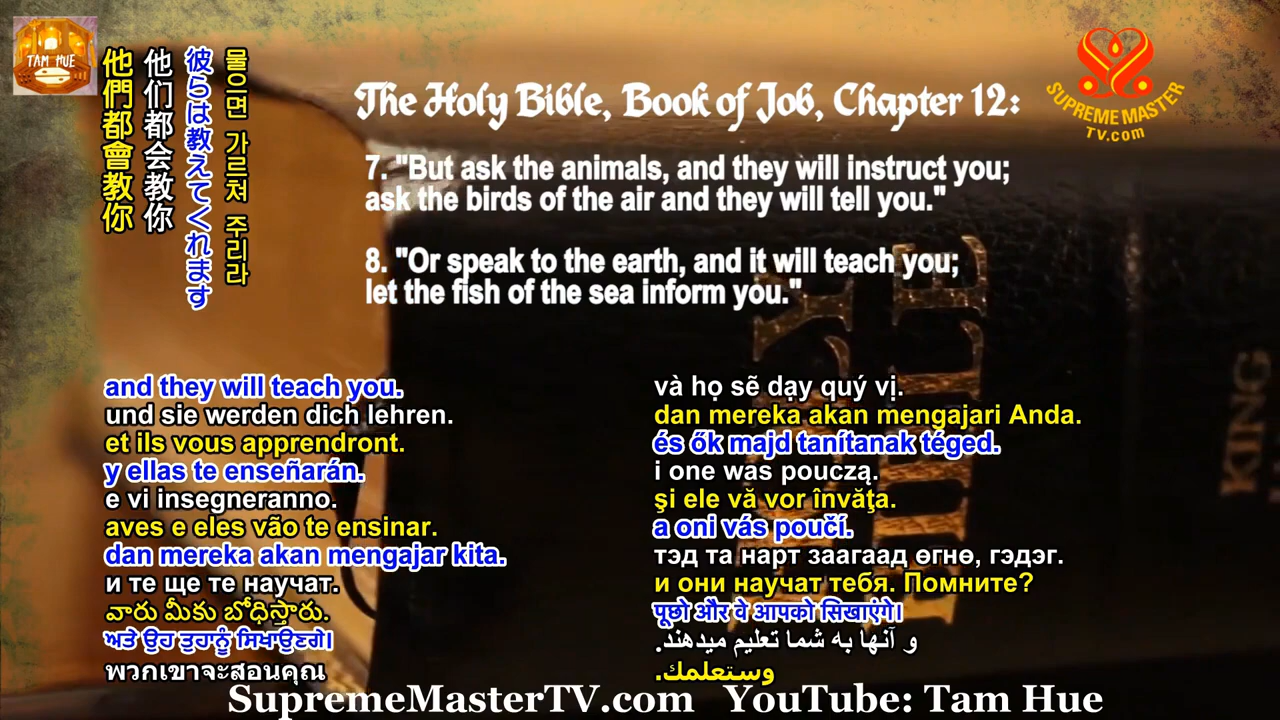 TAM HUE
他們都會教你
他们都会教你
彼らは教えてくれます
물으면 가르쳐 주리라
The Holy Bible, Book of Job, Chapter 12:
7. "But ask the animals, and they will instruct you;
ask the birds of the air and they will tell you."
8. "Or speak to the earth, and it will teach you;
let the fish of the sea inform you."
SUPREME MASTER
TV.com
HOLY
BIBLE
KING
and they will teach you.
und sie werden dich lehren.
et ils vous apprendront.
y ellas te enseñarán.
e vi insegneranno.
aves e eles vão te ensinar.
dan mereka akan mengajar kita.
и те ще те научат.
వారు మీకు బోధిస్తారు.
ਅਤੇ ਉਹ ਤੁਹਾਨੂੰ ਸਿਖਾਉਣਗੇ।
พวกเขาจะสอนคุณ
và họ sẽ dạy quý vị.
dan mereka akan mengajari Anda.
és ők majd tanítanak téged.
i one was pouczą.
şi ele vă vor învăţa.
a oni vás poučí.
тэд та нарт заагаад өгнө, гэдэг.
и они научат тебя. Помните?
पूछो और वे आपको सिखाएंगे।
و آنها به شما تعلیم میدهند.
وستعلمك.
SupremeMasterTV.com YouTube: Tam Hue